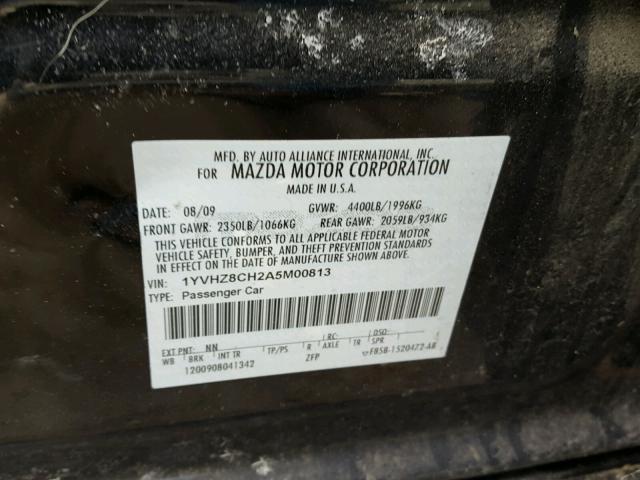 MFD. BY AUTO ALLIANCE INTERNATIONAL, INC.
FOR MAZDA MOTOR CORPORATION
MADE IN U.S.A.
DATE: 08/09 GVWR: 4400LB/1996KG
FRONT GAWR: 2350LB/1066KG REAR GAWR: 2059LB/934KG
THIS VEHICLE CONFORMS TO ALL APPLICABLE FEDERAL MOTOR
VEHICLE SAFETY, BUMPER, AND THEFT PREVENTION STANDARDS
IN EFFECT ON THE DATE OF MANUFACTURE SHOWN ABOVE.
VIN: 1YVHZ8CH2A5M00813
TYPE: Passenger Car
EXT PNT: NN RC: DSO:
WB BRK INT TR TP/PS R AXLE TR SPR
ZFP
1200908041342